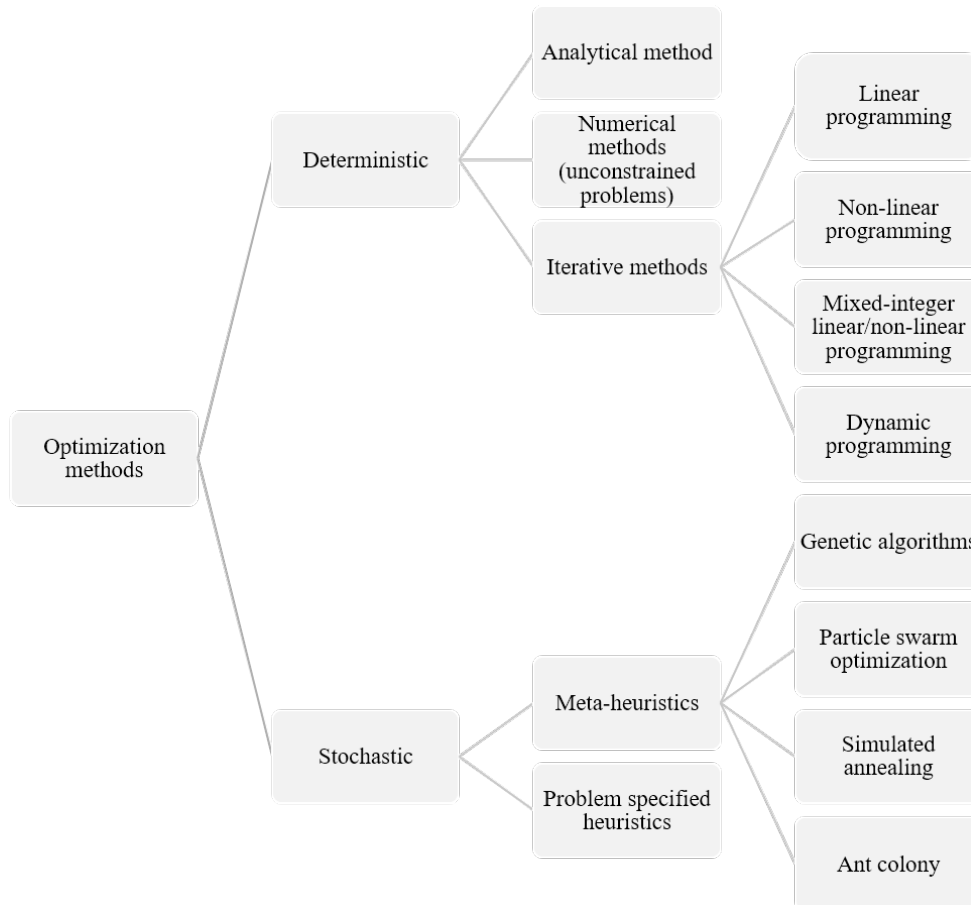 Analytical method
Linear
programming
Numerical
methods
(unconstrained
problems)
Deterministic
Non-linear
programming
Iterative methods
Mixed-integer
linear/non-linear
programming
Optimization
methods
Dynamic
programming
Genetic algorithms
Particle swarm
optimization
Meta-heuristics
Stochastic
Simulated
annealing
Problem specified
heuristics
Ant colony